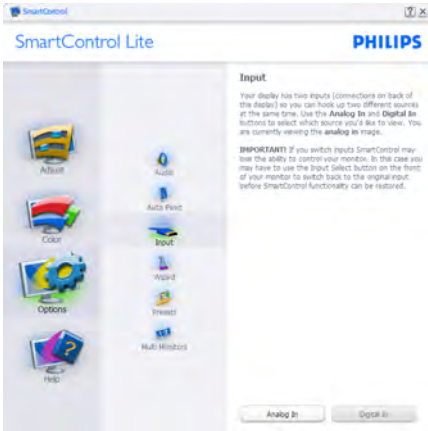 SmartControl
SmartControl Lite
PHILIPS
Adjust
Color
Options
Help
Audio
Auto Pivot
Input
Wizard
Presets
Multi Monitors
Input
Your display has two inputs (connections on back of
the display) so you can hook up two different sources
at the same time. Use the Analog In and Digital In
buttons to select which source you'd like to view. You
are currently viewing the analog in image.
IMPORTANT! If you switch inputs SmartControl may
lose the ability to control your monitor. In this case you
may have to use the Input Select button on the front
of your monitor to switch back to the original input
before SmartControl functionality can be restored.
Analog In
Digital In